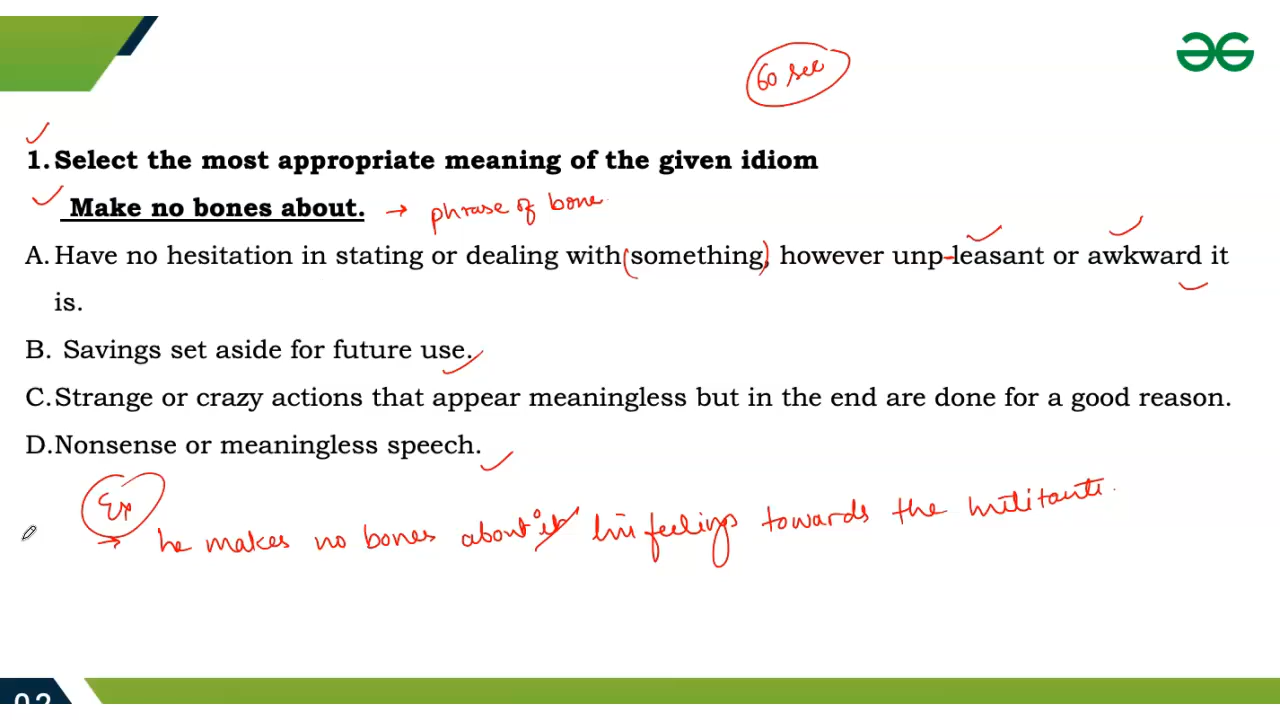 60 sec
1. Select the most appropriate meaning of the given idiom
Make no bones about. → phrase of bone
A. Have no hesitation in stating or dealing with (something), however unp-leasant or awkward it
is.
B. Savings set aside for future use.
C. Strange or crazy actions that appear meaningless but in the end are done for a good reason.
D. Nonsense or meaningless speech.
Ex
→ he makes no bones about it his feelings towards the militants.